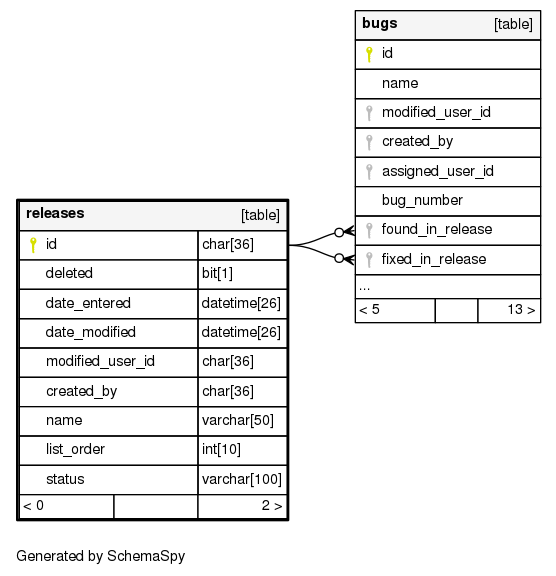 bugs [table]
id
name
modified_user_id
created_by
assigned_user_id
bug_number
found_in_release
fixed_in_release
...
< 5 13 >
releases [table]
id char[36]
deleted bit[1]
date_entered datetime[26]
date_modified datetime[26]
modified_user_id char[36]
created_by char[36]
name varchar[50]
list_order int[10]
status varchar[100]
< 0 2 >
Generated by SchemaSpy